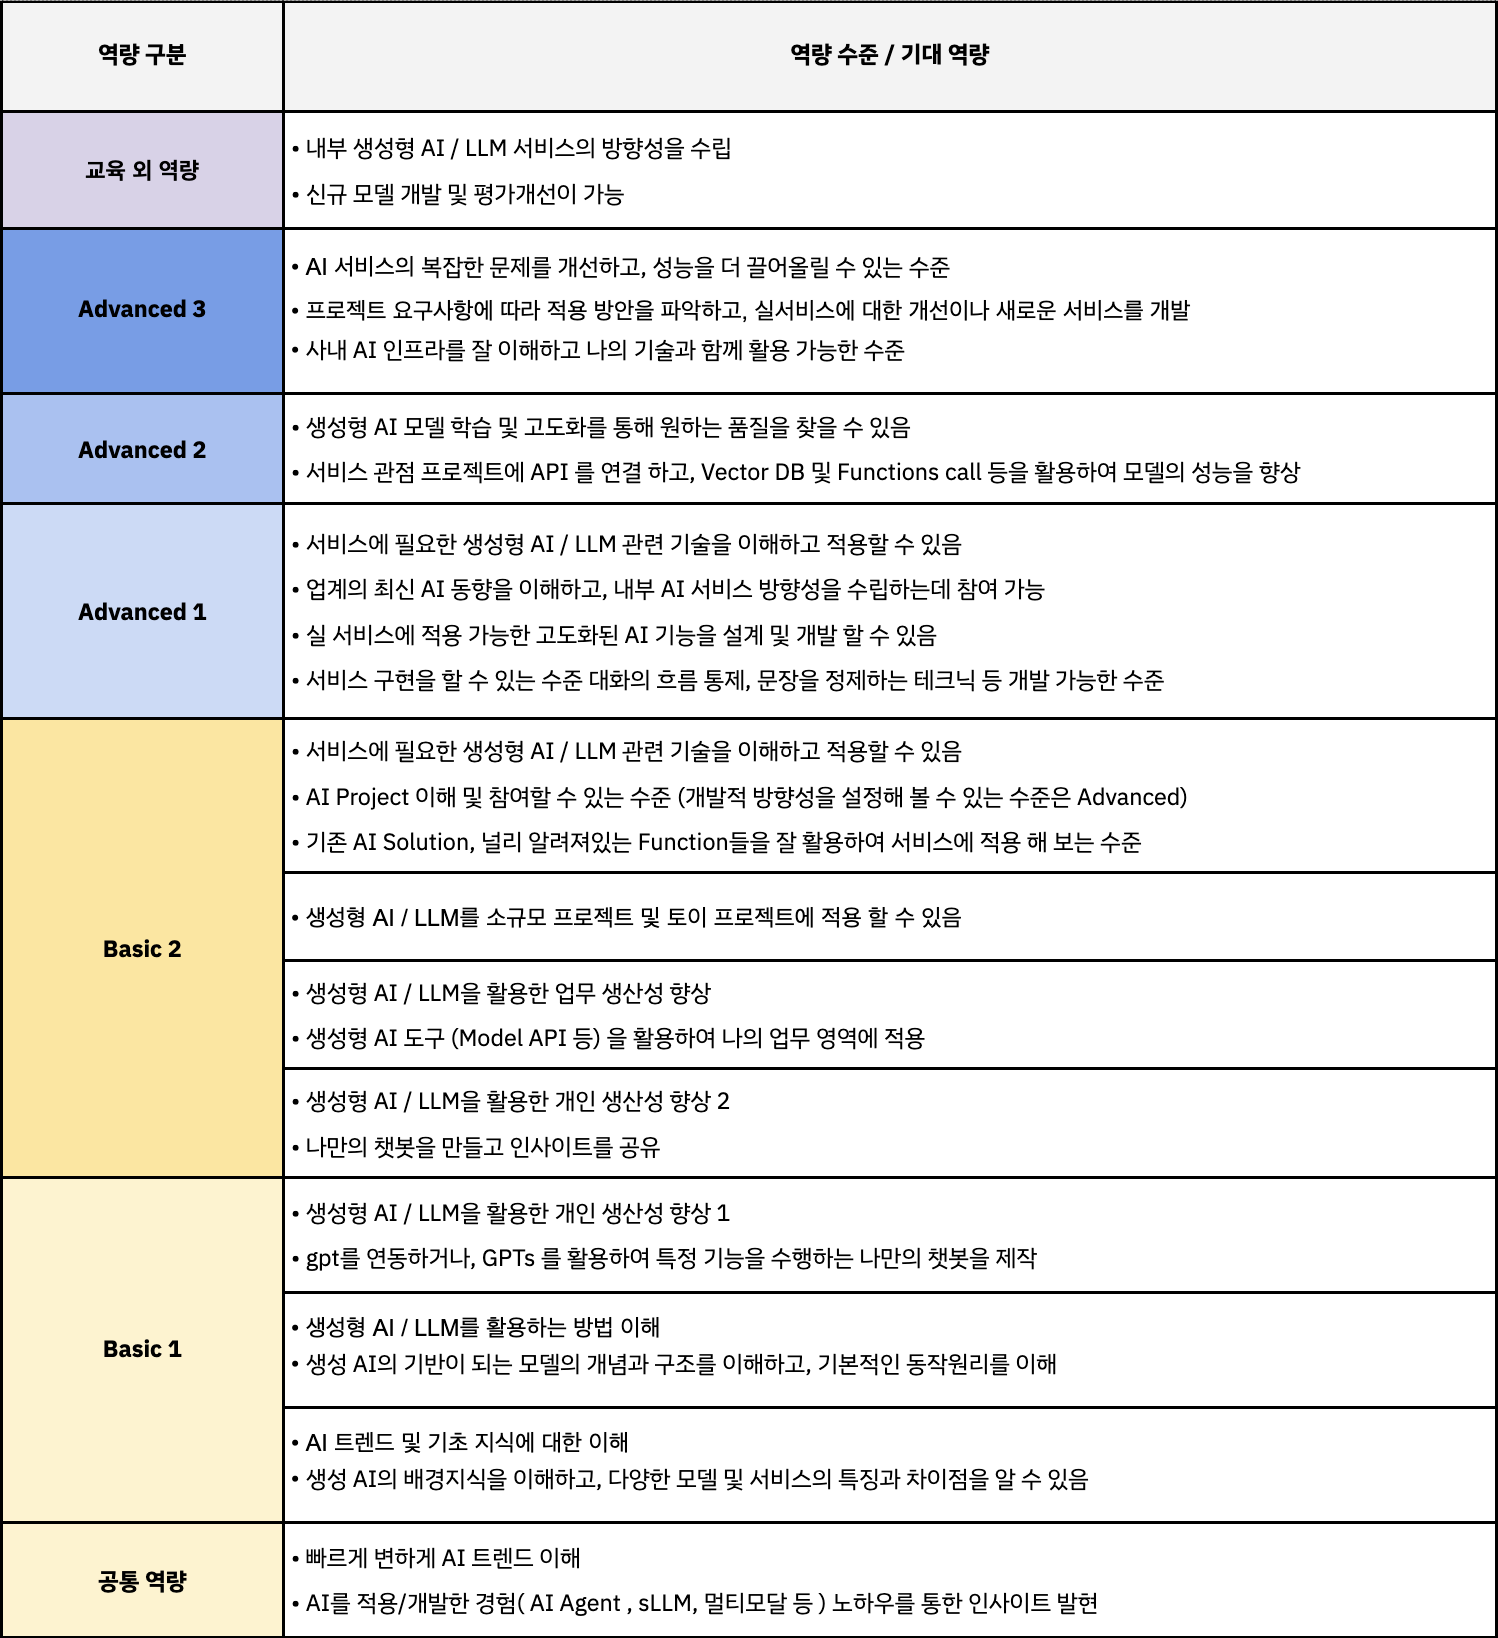 역량 구분
역량 수준 / 기대 역량
교육 외 역량
• 내부 생성형 AI / LLM 서비스의 방향성을 수립
• 신규 모델 개발 및 평가개선이 가능
Advanced 3
• AI 서비스의 복잡한 문제를 개선하고, 성능을 더 끌어올릴 수 있는 수준
• 프로젝트 요구사항에 따라 적용 방안을 파악하고, 실서비스에 대한 개선이나 새로운 서비스를 개발
• 사내 AI 인프라를 잘 이해하고 나의 기술과 함께 활용 가능한 수준
Advanced 2
• 생성형 AI 모델 학습 및 고도화를 통해 원하는 품질을 찾을 수 있음
• 서비스 관점 프로젝트에 API 를 연결 하고, Vector DB 및 Functions call 등을 활용하여 모델의 성능을 향상
Advanced 1
• 서비스에 필요한 생성형 AI / LLM 관련 기술을 이해하고 적용할 수 있음
• 업계의 최신 AI 동향을 이해하고, 내부 AI 서비스 방향성을 수립하는데 참여 가능
• 실 서비스에 적용 가능한 고도화된 AI 기능을 설계 및 개발 할 수 있음
• 서비스 구현을 할 수 있는 수준 대화의 흐름 통제, 문장을 정제하는 테크닉 등 개발 가능한 수준
Basic 2
• 서비스에 필요한 생성형 AI / LLM 관련 기술을 이해하고 적용할 수 있음
• AI Project 이해 및 참여할 수 있는 수준 (개발적 방향성을 설정해 볼 수 있는 수준은 Advanced)
• 기존 AI Solution, 널리 알려져있는 Function들을 잘 활용하여 서비스에 적용 해 보는 수준
• 생성형 AI / LLM를 소규모 프로젝트 및 토이 프로젝트에 적용 할 수 있음
• 생성형 AI / LLM을 활용한 업무 생산성 향상
• 생성형 AI 도구 (Model API 등) 을 활용하여 나의 업무 영역에 적용
• 생성형 AI / LLM을 활용한 개인 생산성 향상 2
• 나만의 챗봇을 만들고 인사이트를 공유
Basic 1
• 생성형 AI / LLM을 활용한 개인 생산성 향상 1
• gpt를 연동하거나, GPTs 를 활용하여 특정 기능을 수행하는 나만의 챗봇을 제작
• 생성형 AI / LLM를 활용하는 방법 이해
• 생성 AI의 기반이 되는 모델의 개념과 구조를 이해하고, 기본적인 동작원리를 이해
• AI 트렌드 및 기초 지식에 대한 이해
• 생성 AI의 배경지식을 이해하고, 다양한 모델 및 서비스의 특징과 차이점을 알 수 있음
공통 역량
• 빠르게 변하게 AI 트렌드 이해
• AI를 적용/개발한 경험( AI Agent , sLLM, 멀티모달 등 ) 노하우를 통한 인사이트 발현